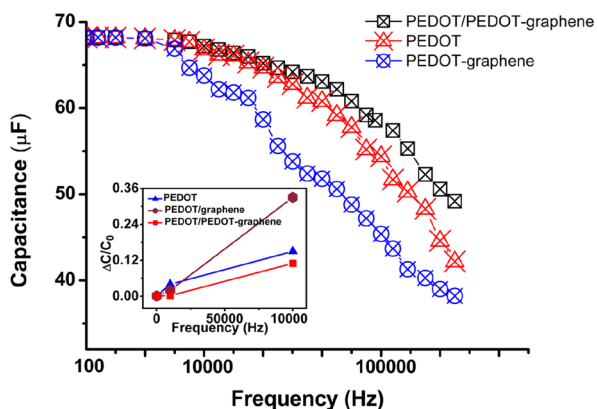 PEDOT/PEDOT-graphene
PEDOT
PEDOT-graphene
70
60
50
40
Capacitance (μF)
100
10000
100000
Frequency (Hz)
0.36
0.24
0.12
0.00
ΔC/C0
PEDOT
PEDOT/graphene
PEDOT/PEDOT-graphene
0
50000
100000
Frequency (Hz)